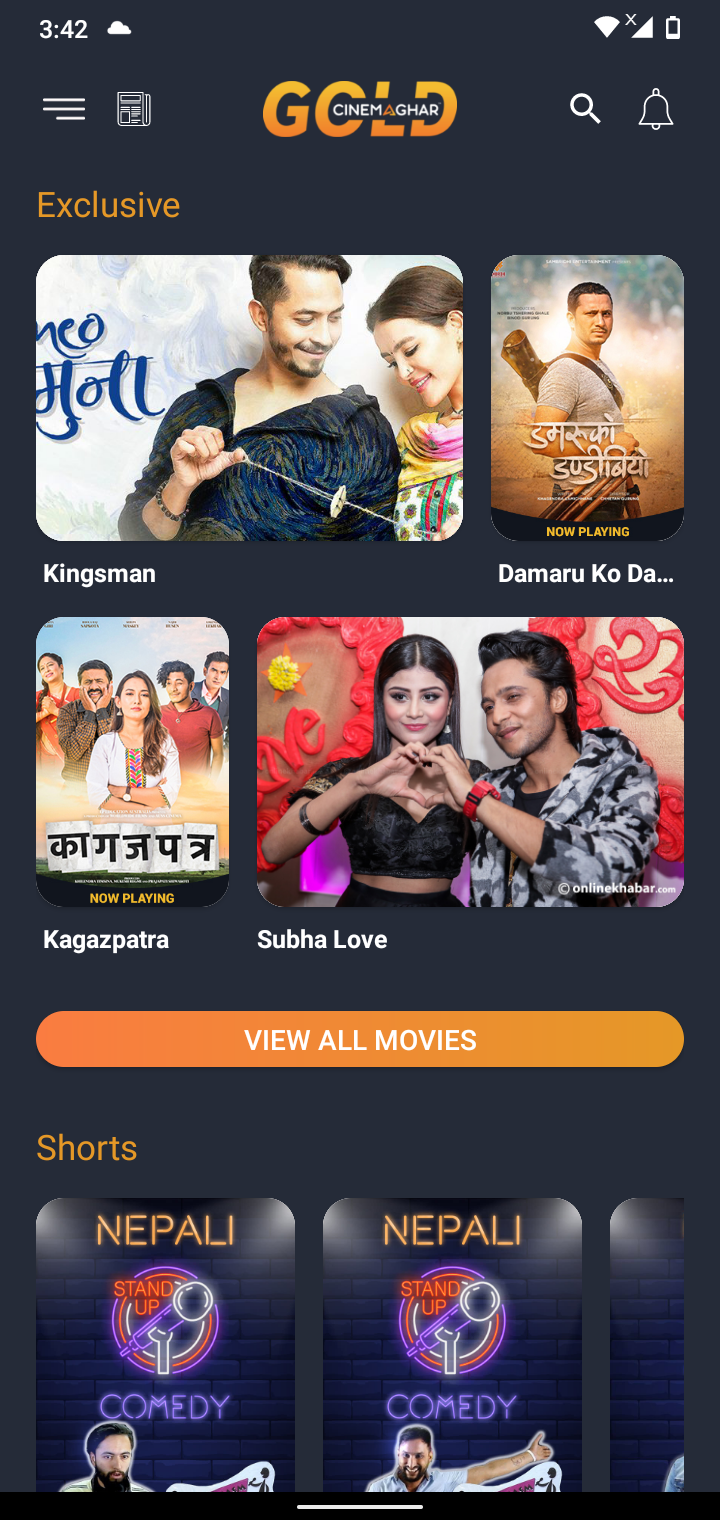 3:42
GOLD
CINEMAGHAR
Exclusive
मुना
डमरूको
डण्डीबियो
NOW PLAYING
Kingsman
Damaru Ko Da...
कागजपत्र
NOW PLAYING
© onlinekhabar.com
Kagazpatra
Subha Love
VIEW ALL MOVIES
Shorts
NEPALI
STAND
UP
COMEDY
NEPALI
STAND
UP
COMEDY